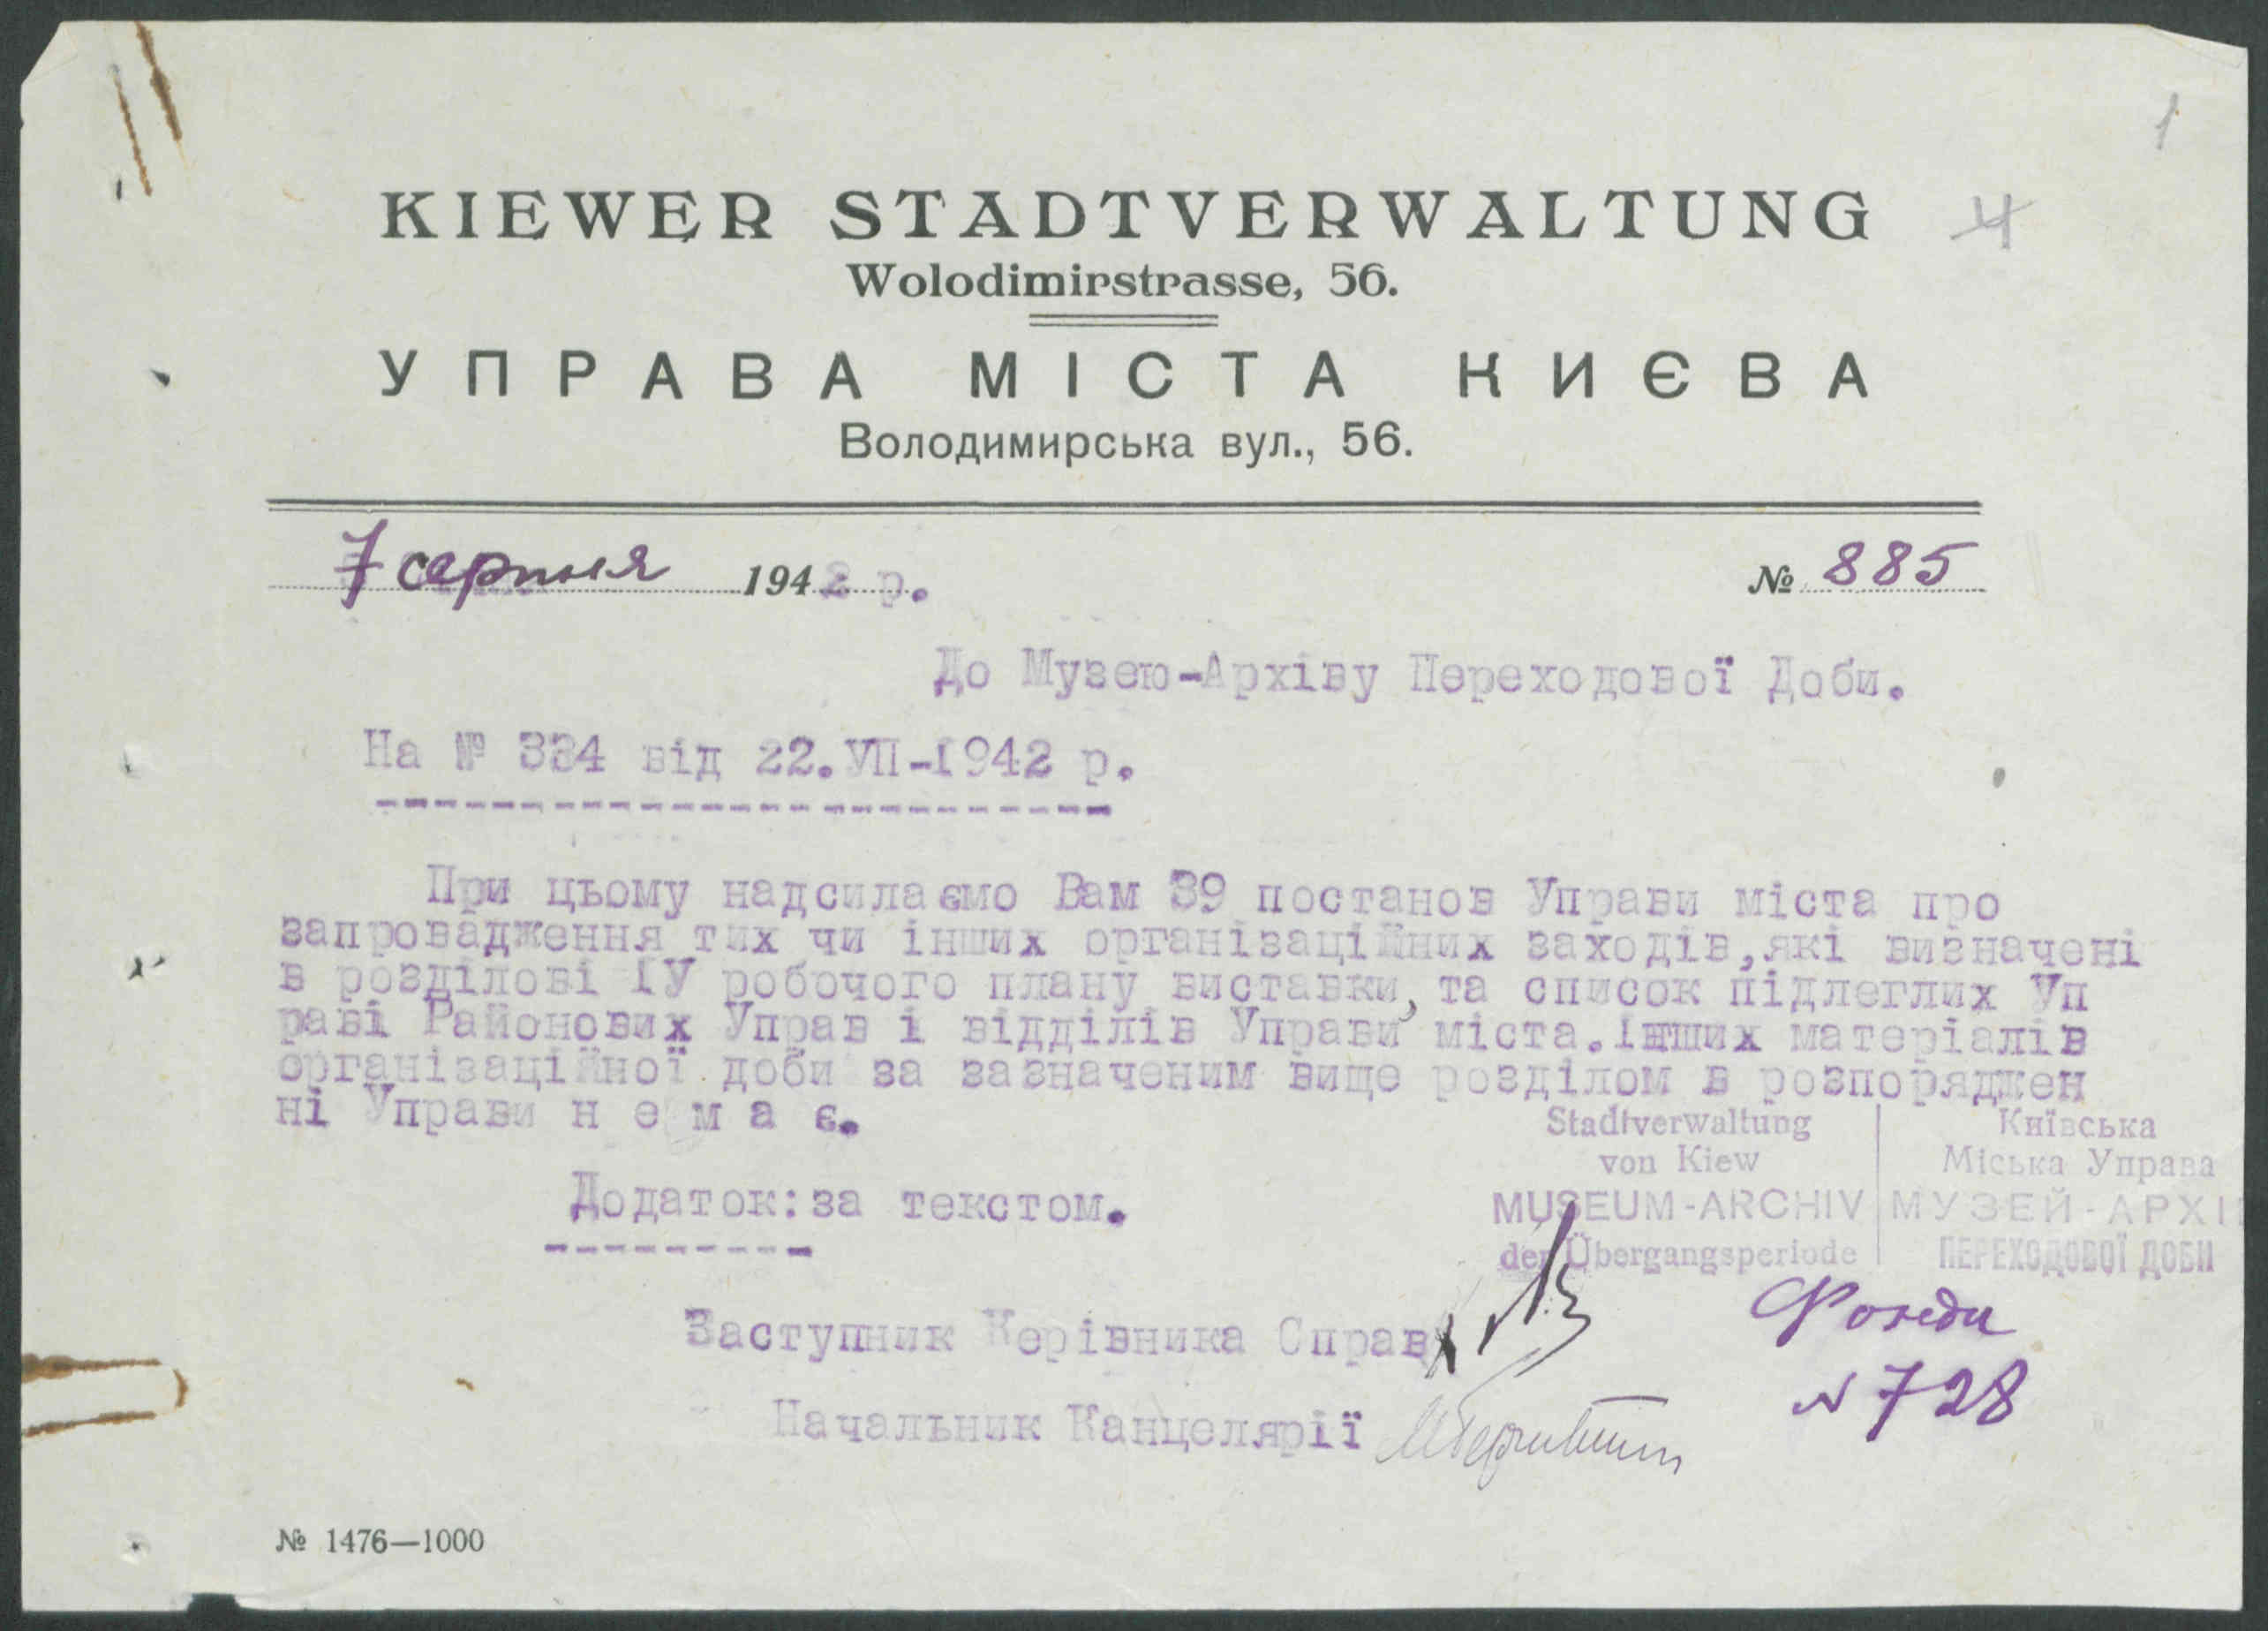 1
KIEWER STADTVERWALTUNG 4
Wolodimirstrasse, 56.
УПРАВА МІСТА КИЄВА
Володимирська вул., 56.
7 серпня 1942 р. № 885
До Музею-Архіву Переходової Доби.
На № 334 від 22.УІІ-1942 р.
При цьому надсилаємо Вам 39 постанов Управи міста про
запровадження тих чи інших організаційних заходів,які визначені
в розділові ІУ робочого плану виставки, та список підлеглих Уп
раві Районових Управ і відділів Управи міста.Інших матеріалів
організаційної доби за зазначеним вище розділом в розпоряджен
ні Управи н е м а є.
Stadtverwaltung
von Kiew
MUSEUM-ARCHIV
der Übergangsperiode
Київська
Міська Управа
МУЗЕЙ-АРХІ
ПЕРЕХОДОВОЇ ДОБИ
Додаток:за текстом.
Заступник Керівника Справ
Фонди
N 728
Начальник Канцелярії
№ 1476—1000